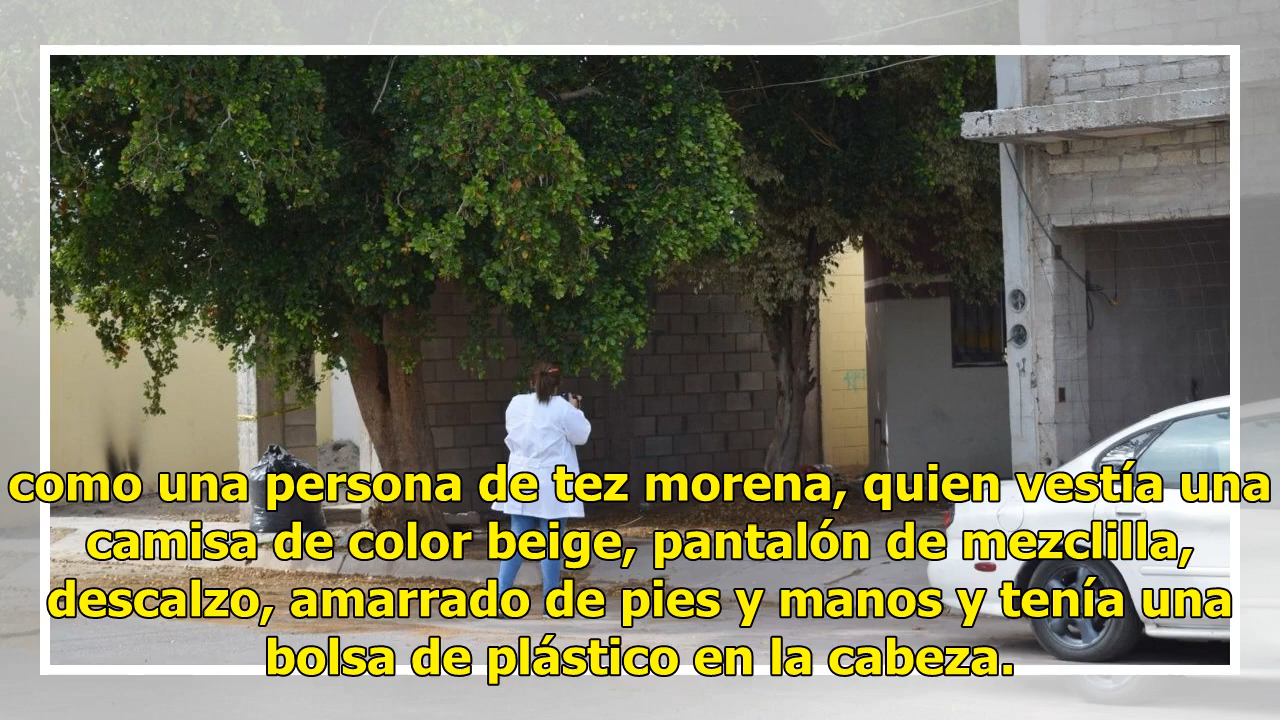 como una persona de tez morena, quien vestía una
camisa de color beige, pantalón de mezclilla,
descalzo, amarrado de pies y manos y tenía una
bolsa de plástico en la cabeza.